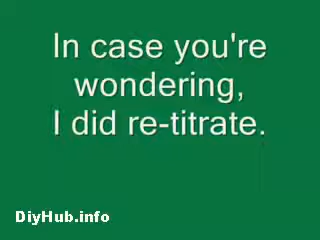 In case you're
wondering,
I did re-titrate.
DiyHub.info